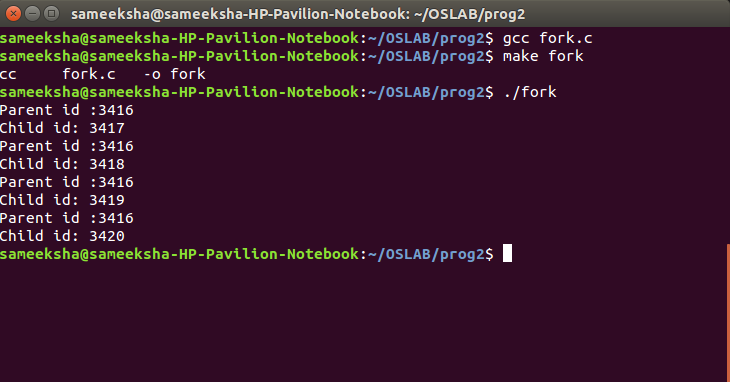 sameeksha@sameeksha-HP-Pavilion-Notebook: ~/OSLAB/prog2
sameeksha@sameeksha-HP-Pavilion-Notebook:~/OSLAB/prog2$ gcc fork.c
sameeksha@sameeksha-HP-Pavilion-Notebook:~/OSLAB/prog2$ make fork
cc     fork.c   -o fork
sameeksha@sameeksha-HP-Pavilion-Notebook:~/OSLAB/prog2$ ./fork
Parent id :3416
Child id: 3417
Parent id :3416
Child id: 3418
Parent id :3416
Child id: 3419
Parent id :3416
Child id: 3420
sameeksha@sameeksha-HP-Pavilion-Notebook:~/OSLAB/prog2$